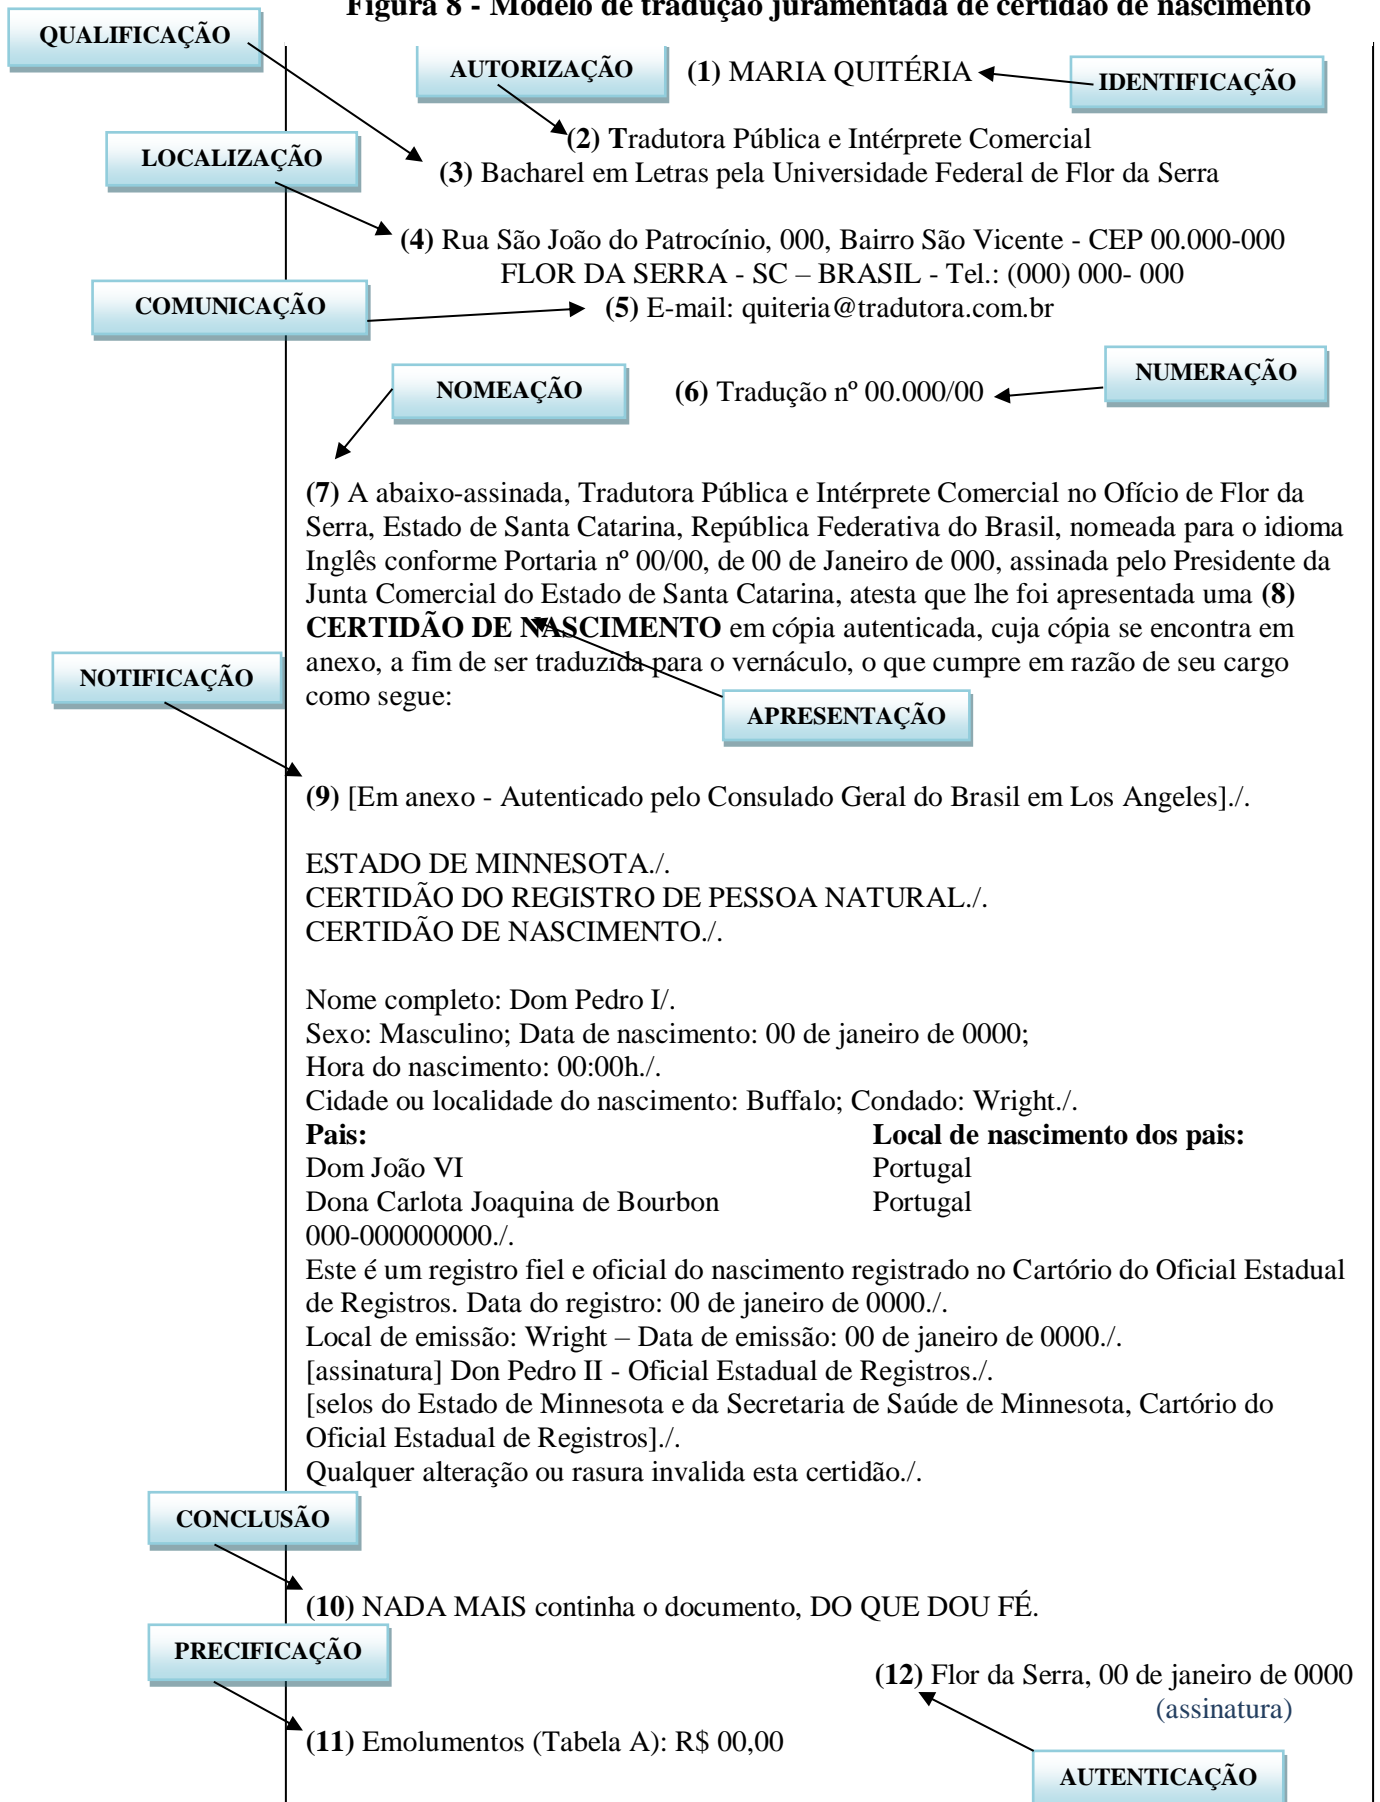 Figura 8 - Modelo de tradução juramentada de certidão de nascimento
QUALIFICAÇÃO
AUTORIZAÇÃO
(1) MARIA QUITÉRIA
IDENTIFICAÇÃO
(2) Tradutora Pública e Intérprete Comercial
LOCALIZAÇÃO
(3) Bacharel em Letras pela Universidade Federal de Flor da Serra
(4) Rua São João do Patrocínio, 000, Bairro São Vicente - CEP 00.000-000
FLOR DA SERRA - SC – BRASIL - Tel.: (000) 000- 000
COMUNICAÇÃO
(5) E-mail: quiteria@tradutora.com.br
NOMEAÇÃO
(6) Tradução nº 00.000/00
NUMERAÇÃO
(7) A abaixo-assinada, Tradutora Pública e Intérprete Comercial no Ofício de Flor da
Serra, Estado de Santa Catarina, República Federativa do Brasil, nomeada para o idioma
Inglês conforme Portaria nº 00/00, de 00 de Janeiro de 000, assinada pelo Presidente da
Junta Comercial do Estado de Santa Catarina, atesta que lhe foi apresentada uma (8)
CERTIDÃO DE NASCIMENTO em cópia autenticada, cuja cópia se encontra em
anexo, a fim de ser traduzida para o vernáculo, o que cumpre em razão de seu cargo
como segue:
NOTIFICAÇÃO
APRESENTAÇÃO
(9) [Em anexo - Autenticado pelo Consulado Geral do Brasil em Los Angeles]./.
ESTADO DE MINNESOTA./.
CERTIDÃO DO REGISTRO DE PESSOA NATURAL./.
CERTIDÃO DE NASCIMENTO./.
Nome completo: Dom Pedro I/.
Sexo: Masculino; Data de nascimento: 00 de janeiro de 0000;
Hora do nascimento: 00:00h./.
Cidade ou localidade do nascimento: Buffalo; Condado: Wright./.
Pais: Local de nascimento dos pais:
Dom João VI Portugal
Dona Carlota Joaquina de Bourbon Portugal
000-000000000./.
Este é um registro fiel e oficial do nascimento registrado no Cartório do Oficial Estadual
de Registros. Data do registro: 00 de janeiro de 0000./.
Local de emissão: Wright – Data de emissão: 00 de janeiro de 0000./.
[assinatura] Don Pedro II - Oficial Estadual de Registros./.
[selos do Estado de Minnesota e da Secretaria de Saúde de Minnesota, Cartório do
Oficial Estadual de Registros]./.
Qualquer alteração ou rasura invalida esta certidão./.
CONCLUSÃO
(10) NADA MAIS continha o documento, DO QUE DOU FÉ.
PRECIFICAÇÃO
(12) Flor da Serra, 00 de janeiro de 0000
(assinatura)
(11) Emolumentos (Tabela A): R$ 00,00
AUTENTICAÇÃO